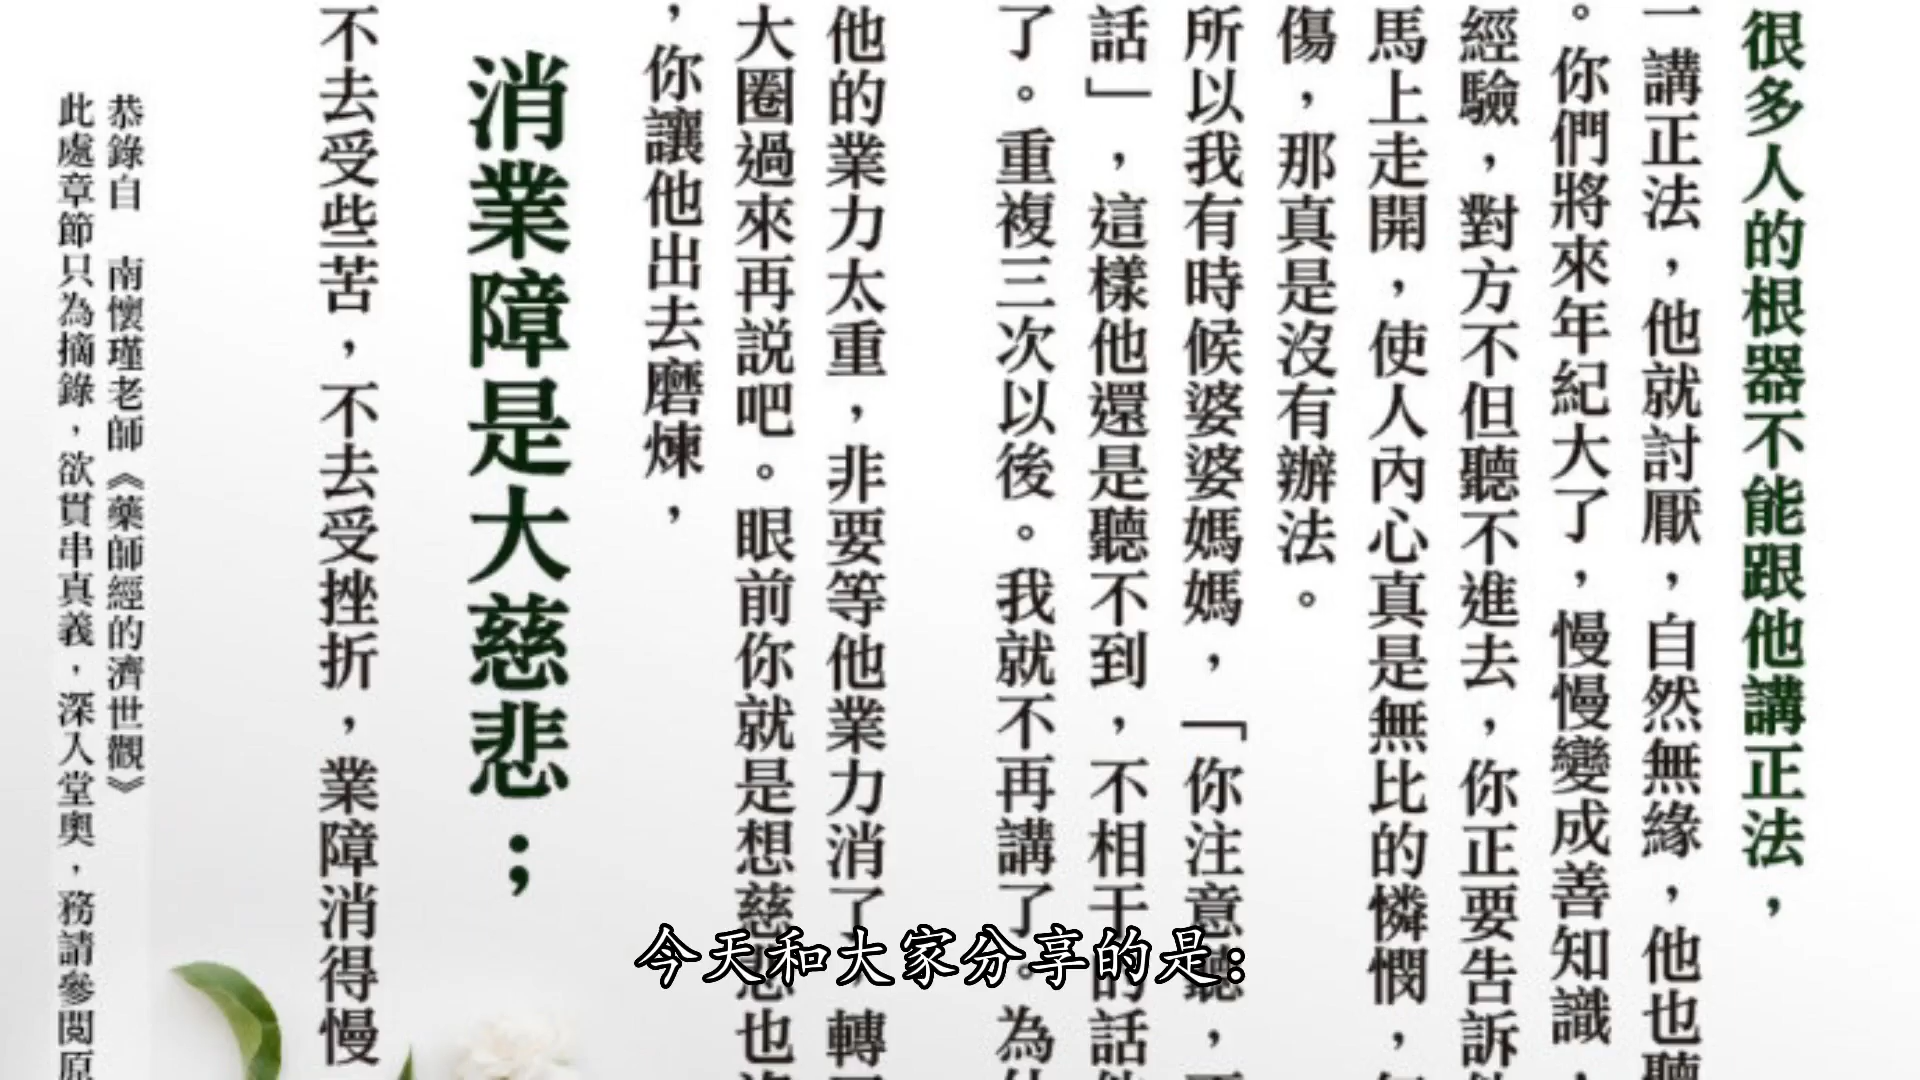 很多人的根器不能跟他講正法，
一講正法，他就討厭，自然無緣，他也聽
。你們將來年紀大了，慢慢變成善知識，
經驗，對方不但聽不進去，你正要告訴
馬上走開，使人內心真是無比的憐憫，
傷，那真是沒有辦法。
所以我有時候婆婆媽媽，「你注意聽，
話」，這樣他還是聽不到，不相干的話
了。重複三次以後。我就不再講了。為
他的業力太重，非要等他業力消了，轉
大圈過來再説吧。眼前你就是想慈悲也
，你讓他出去磨煉，
消業障是大慈悲；
不去受些苦，不去受挫折，業障消得慢
恭錄自 南懷瑾老師《藥師經的濟世觀》
此處章節只為摘錄，欲貫串真義，深入堂奧，務請參閱原
今天和大家分享的是：